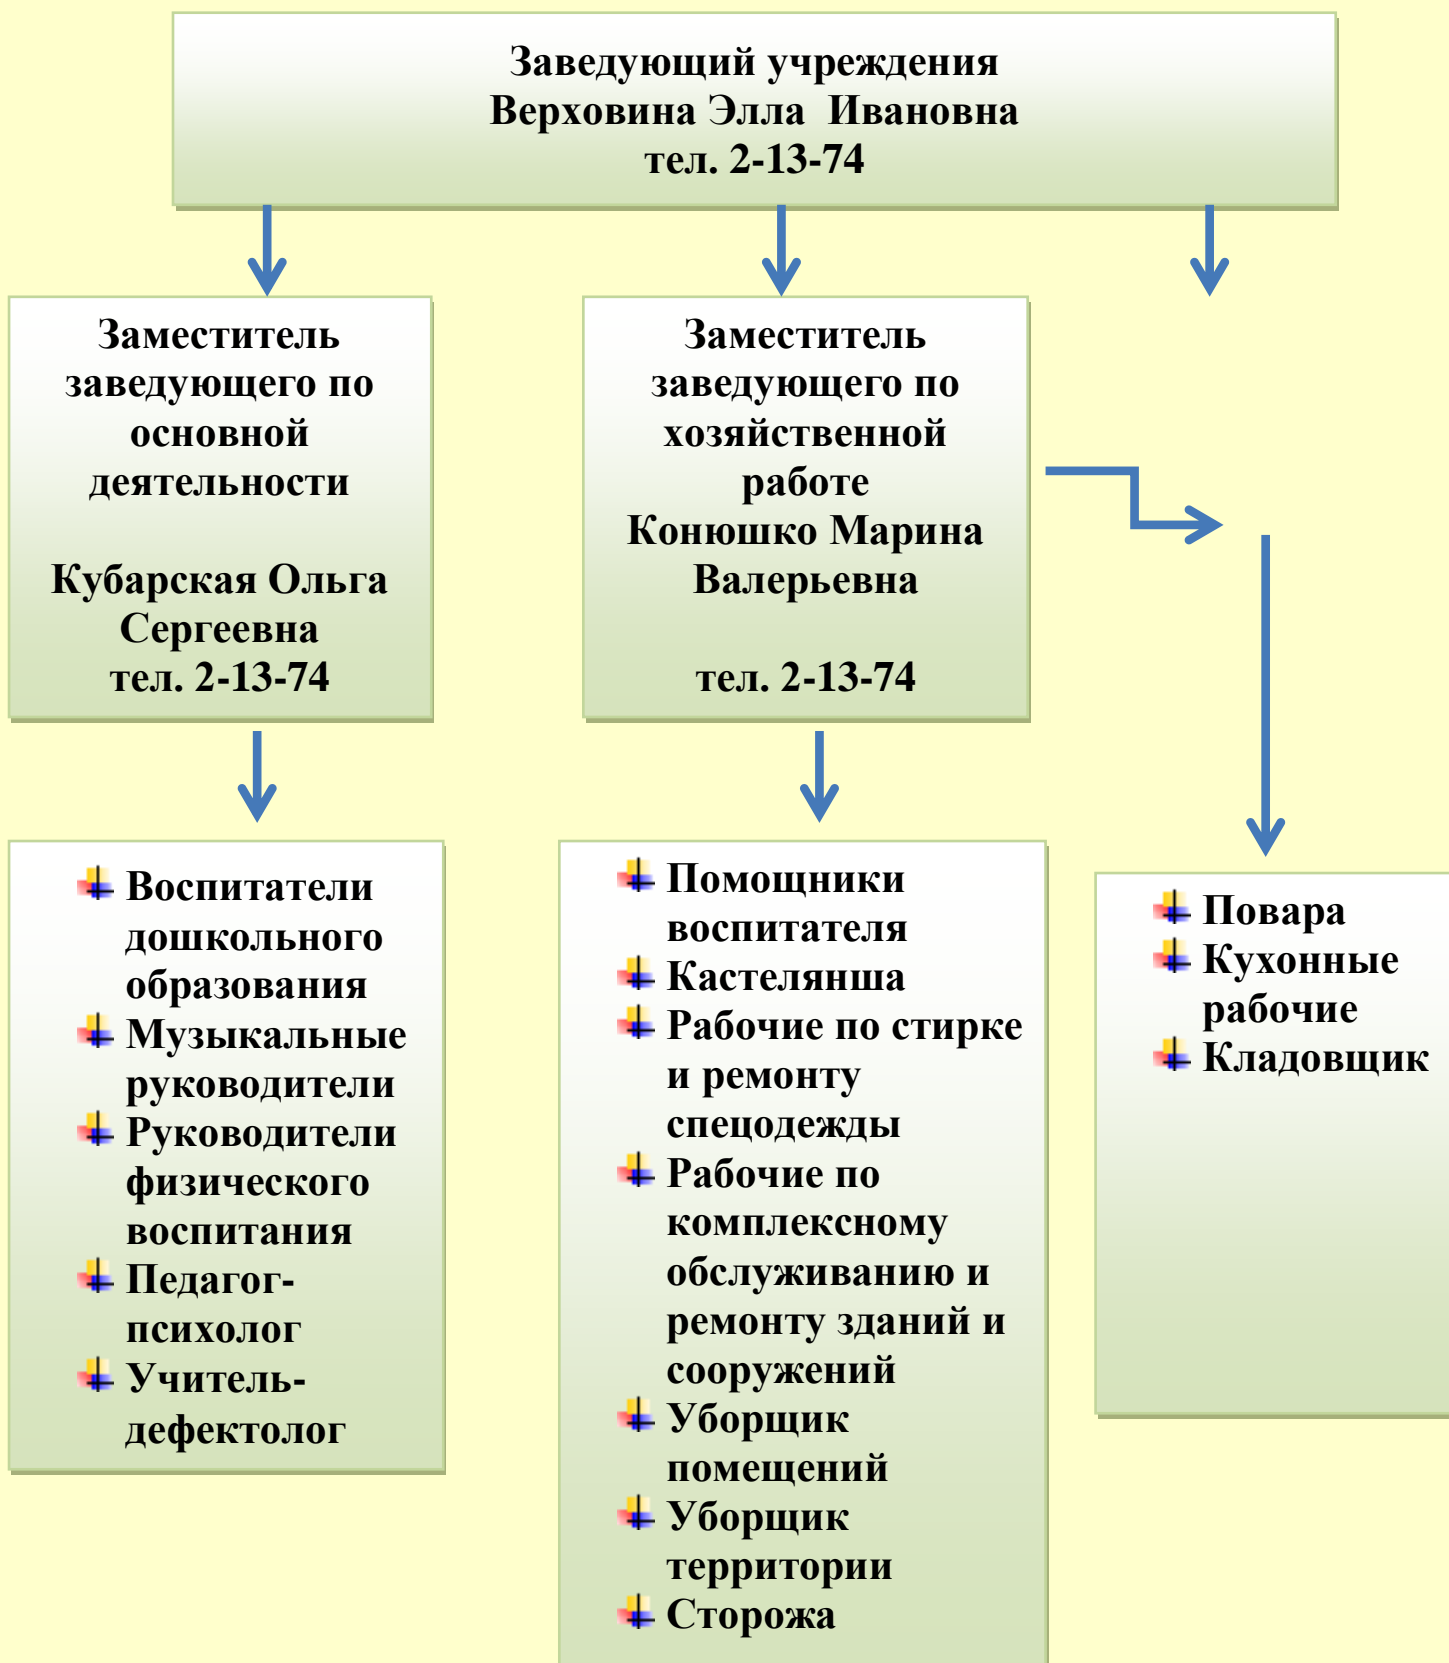 Заведующий учреждения
Верховина Элла Ивановна
тел. 2-13-74
Заместитель
заведующего по
основной
деятельности
Кубарская Ольга
Сергеевна
тел. 2-13-74
Заместитель
заведующего по
хозяйственной
работе
Конюшко Марина
Валерьевна
тел. 2-13-74
Воспитатели
дошкольного
образования
Музыкальные
руководители
Руководители
физического
воспитания
Педагог-
психолог
Учитель-
дефектолог
Помощники
воспитателя
Кастелянша
Рабочие по стирке
и ремонту
спецодежды
Рабочие по
комплексному
обслуживанию и
ремонту зданий и
сооружений
Уборщик
помещений
Уборщик
территории
Сторожа
Повара
Кухонные
рабочие
Кладовщик